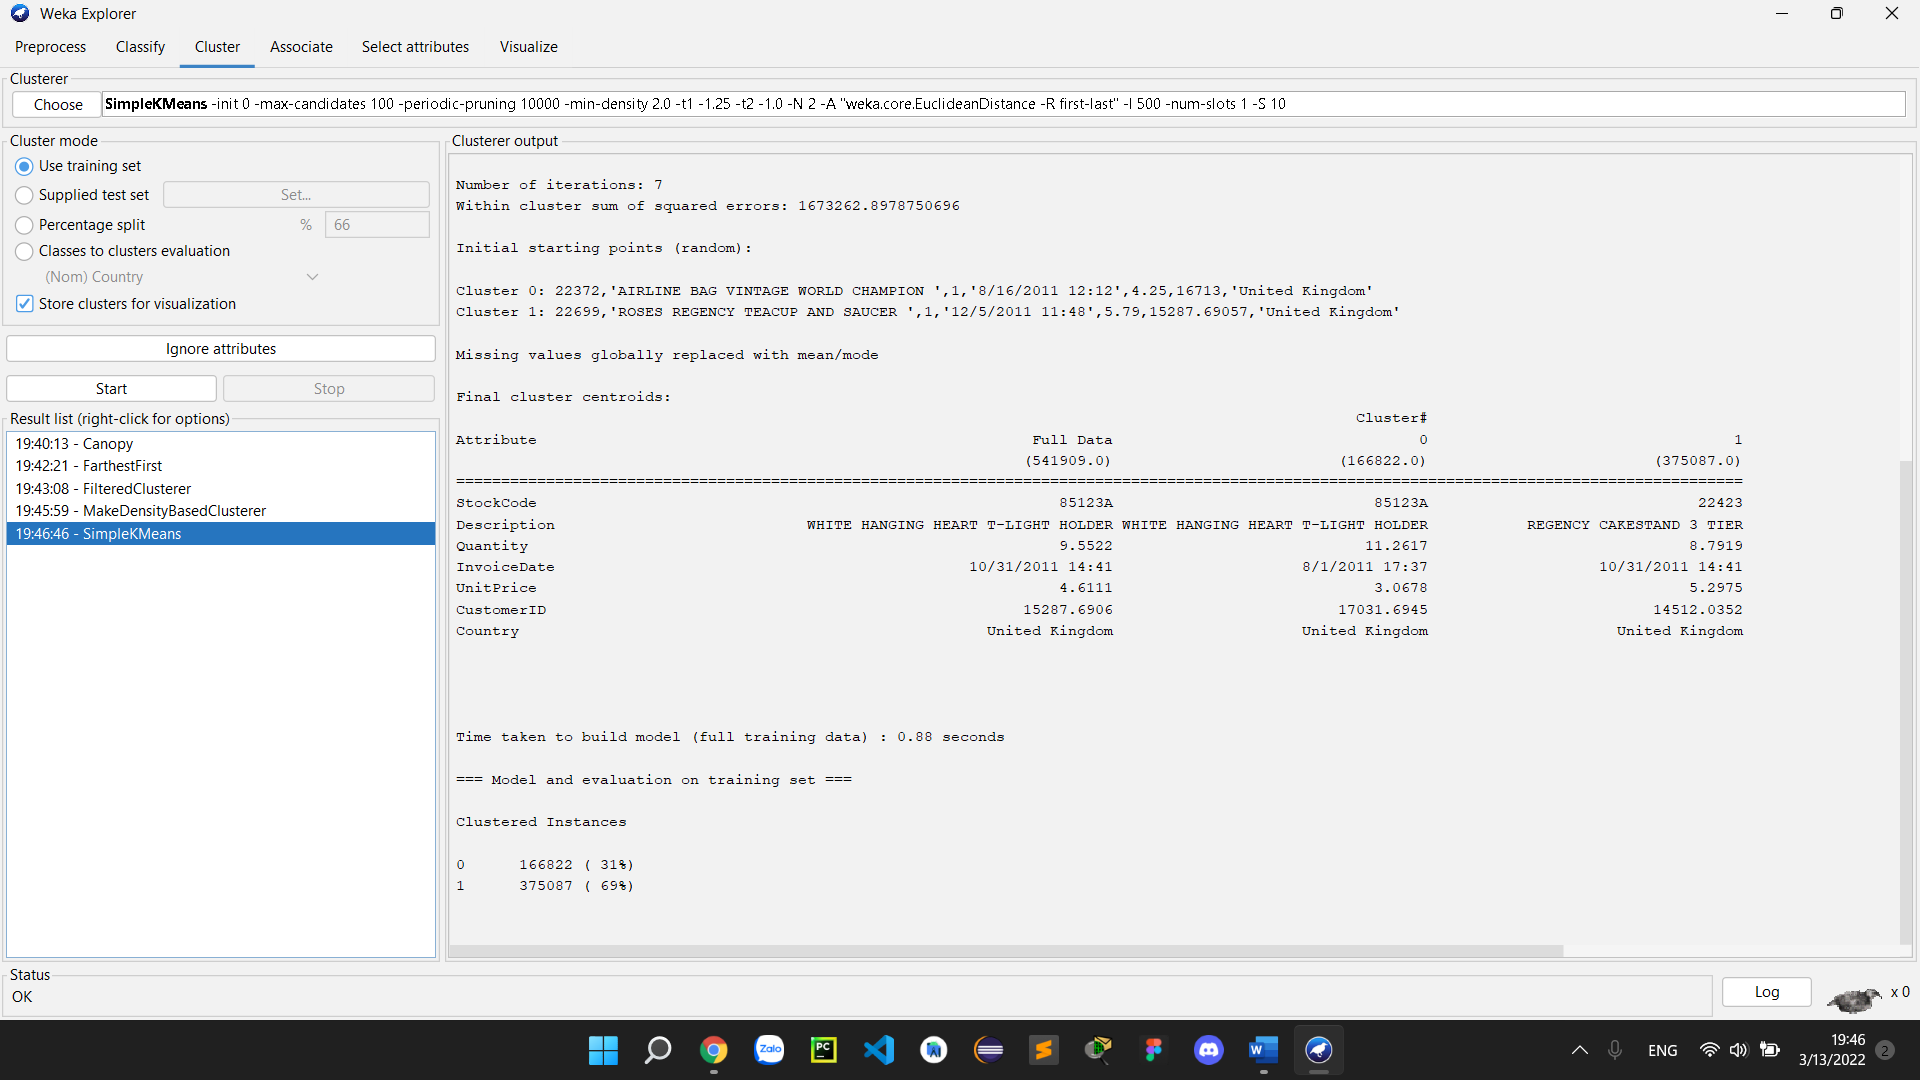 Weka Explorer
Preprocess Classify Cluster Associate Select attributes Visualize
Clusterer
Choose SimpleKMeans -init 0 -max-candidates 100 -periodic-pruning 10000 -min-density 2.0 -t1 -1.25 -t2 -1.0 -N 2 -A "weka.core.EuclideanDistance -R first-last" -I 500 -num-slots 1 -S 10
Cluster mode
Use training set
Supplied test set Set...
Percentage split % 66
Classes to clusters evaluation
(Nom) Country
Store clusters for visualization
Ignore attributes
Start Stop
Result list (right-click for options)
19:40:13 - Canopy
19:42:21 - FarthestFirst
19:43:08 - FilteredClusterer
19:45:59 - MakeDensityBasedClusterer
19:46:46 - SimpleKMeans
Clusterer output
Number of iterations: 7
Within cluster sum of squared errors: 1673262.8978750696
Initial starting points (random):
Cluster 0: 22372,'AIRLINE BAG VINTAGE WORLD CHAMPION ',1,'8/16/2011 12:12',4.25,16713,'United Kingdom'
Cluster 1: 22699,'ROSES REGENCY TEACUP AND SAUCER ',1,'12/5/2011 11:48',5.79,15287.69057,'United Kingdom'
Missing values globally replaced with mean/mode
Final cluster centroids:
Cluster#
Attribute Full Data 0 1
(541909.0) (166822.0) (375087.0)
===================================================================================================================================================
StockCode 85123A 85123A 22423
Description WHITE HANGING HEART T-LIGHT HOLDER WHITE HANGING HEART T-LIGHT HOLDER REGENCY CAKESTAND 3 TIER
Quantity 9.5522 11.2617 8.7919
InvoiceDate 10/31/2011 14:41 8/1/2011 17:37 10/31/2011 14:41
UnitPrice 4.6111 3.0678 5.2975
CustomerID 15287.6906 17031.6945 14512.0352
Country United Kingdom United Kingdom United Kingdom
Time taken to build model (full training data) : 0.88 seconds
=== Model and evaluation on training set ===
Clustered Instances
0 166822 ( 31%)
1 375087 ( 69%)
Status
OK
Log x 0
Zalo PC W ENG 19:46
3/13/2022 2